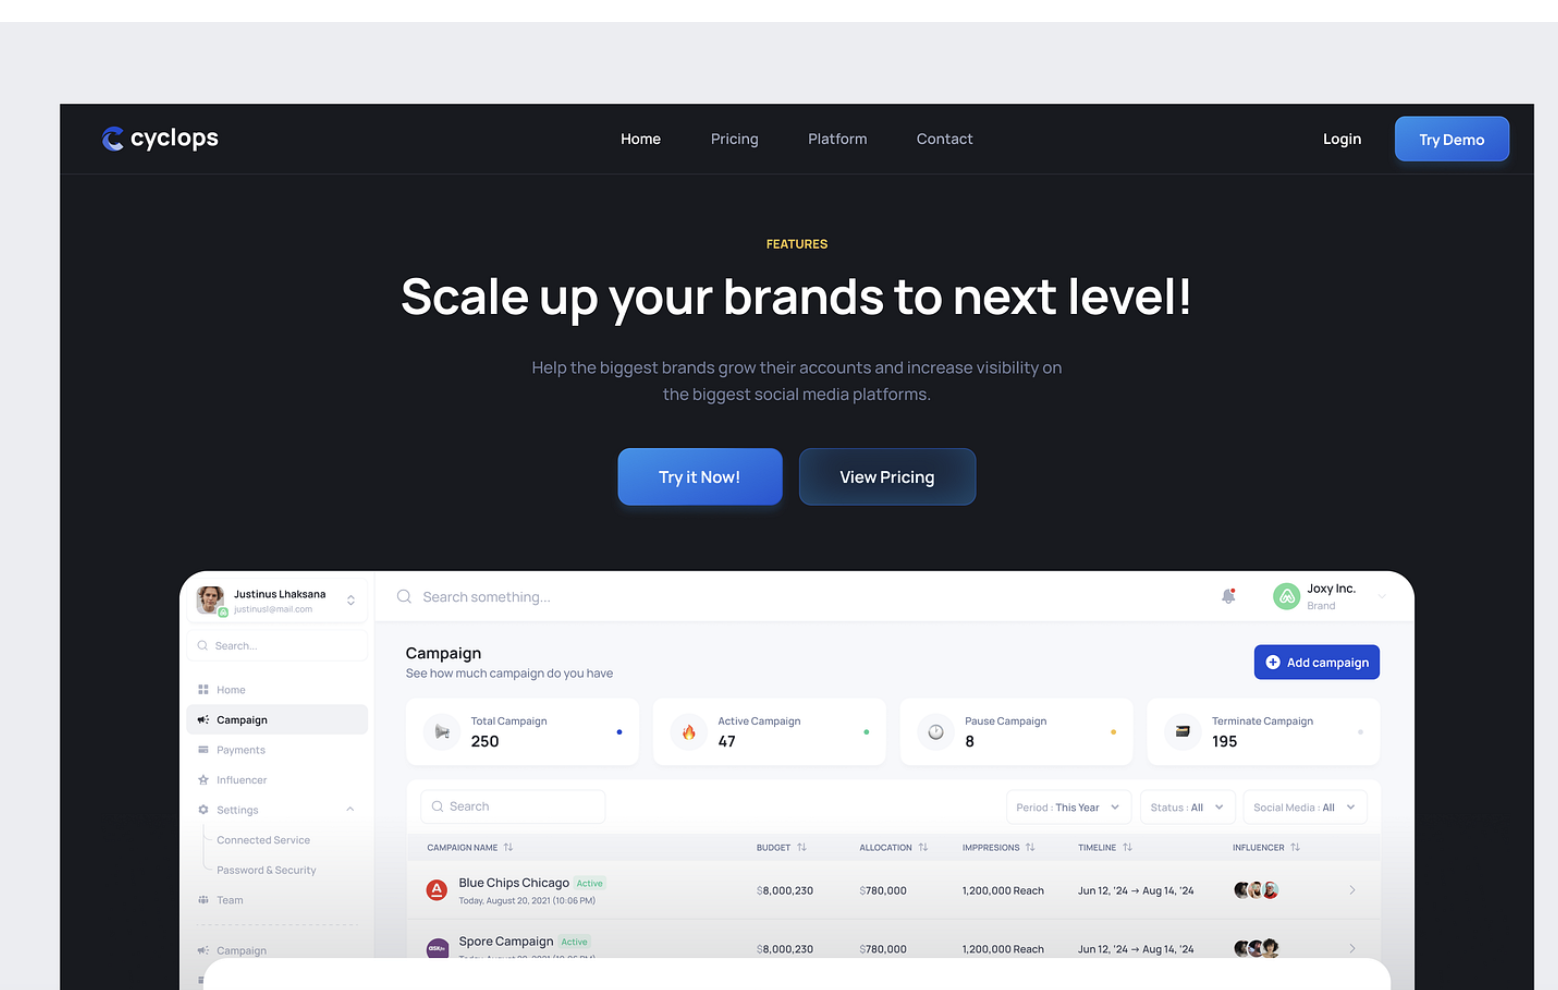 cyclops
Home
Pricing
Platform
Contact
Login
Try Demo
FEATURES
Scale up your brands to next level!
Help the biggest brands grow their accounts and increase visibility on
the biggest social media platforms.
Try it Now!
View Pricing
Justinus Lhaksana
justinusl@mail.com
Search...
Home
Campaign
Payments
Influencer
Settings
Connected Service
Password & Security
Team
Campaign
Search something...
Joxy Inc.
Brand
Campaign
See how much campaign do you have
Add campaign
Total Campaign
250
Active Campaign
47
Pause Campaign
8
Terminate Campaign
195
Search
Period : This Year
Status : All
Social Media : All
CAMPAIGN NAME
BUDGET
ALLOCATION
IMPPRESIONS
TIMELINE
INFLUENCER
Blue Chips Chicago
Active
Today, August 20, 2021 (10:06 PM)
$8,000,230
$780,000
1,200,000 Reach
Jun 12, '24 → Aug 14, '24
Spore Campaign
Active
$8,000,230
$780,000
1,200,000 Reach
Jun 12, '24 → Aug 14, '24